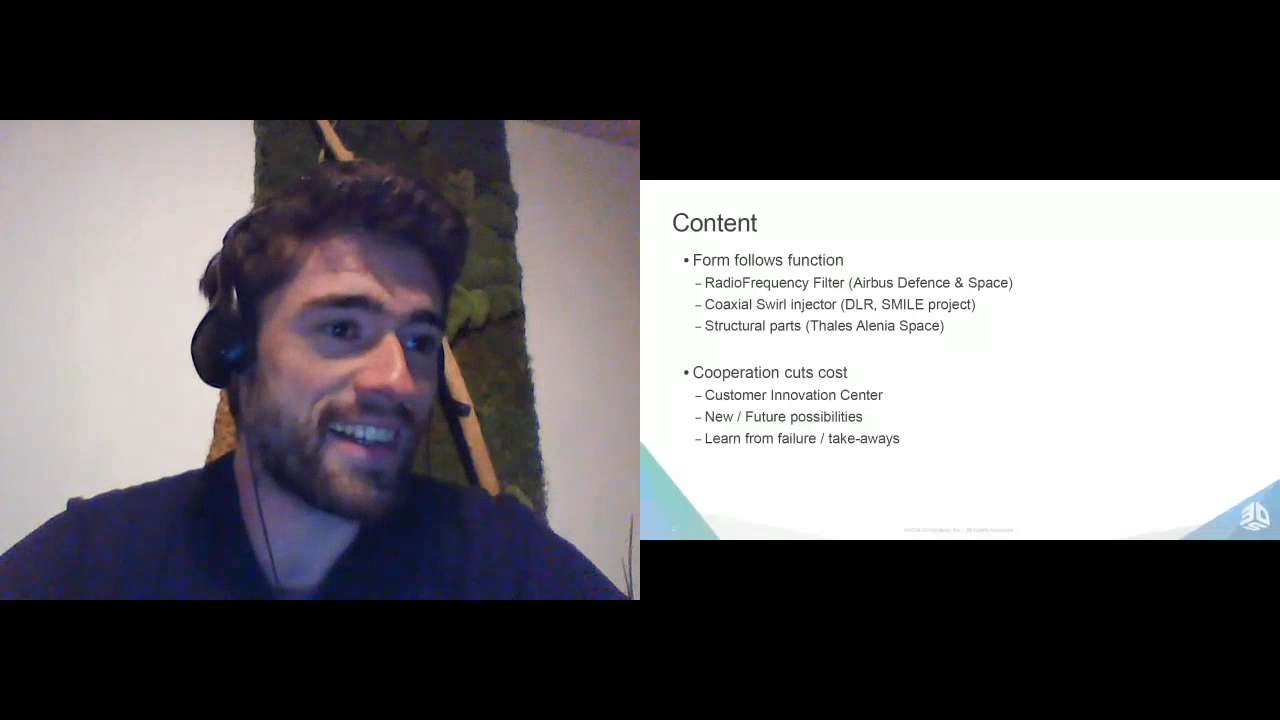 Content
• Form follows function
– RadioFrequency Filter (Airbus Defence & Space)
– Coaxial Swirl injector (DLR, SMILE project)
– Structural parts (Thales Alenia Space)
• Cooperation cuts cost
– Customer Innovation Center
– New / Future possibilities
– Learn from failure / take-aways